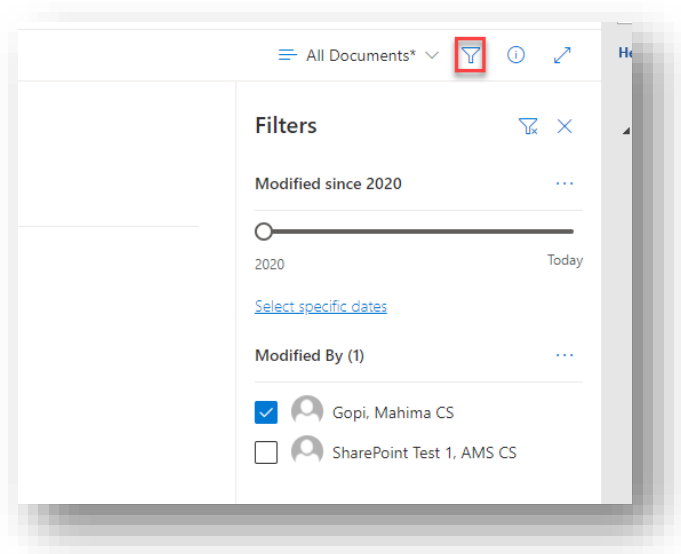 All Documents*
He
Filters
Modified since 2020
2020
Today
Select specific dates
Modified By (1)
Gopi, Mahima CS
SharePoint Test 1, AMS CS